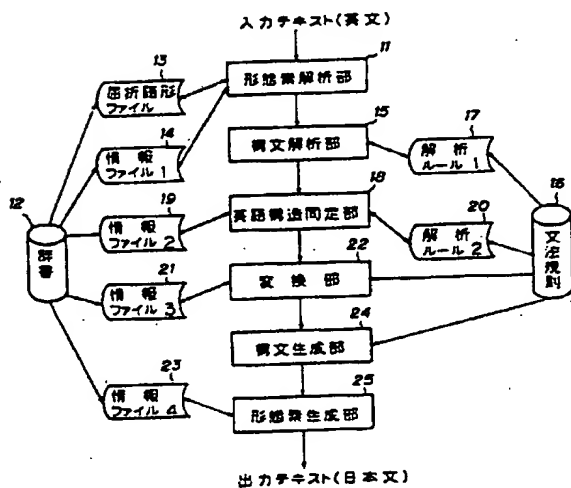 入力テキスト(英文)
13
11
屈折語形
ファイル
形態素解析部
14
15
17
情報
ファイル1
構文解析部
解析
ルール1
12
19
18
20
16
辞書
情報
ファイル2
英語構造同定部
解析
ルール2
文法規則
21
22
情報
ファイル3
変換部
24
構文生成部
23
25
情報
ファイル4
形態素生成部
出力テキスト(日本文)